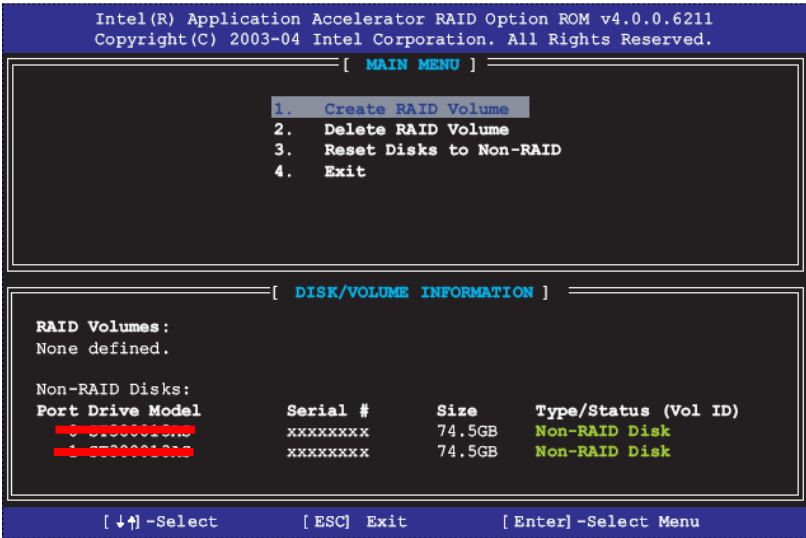 Intel(R) Application Accelerator RAID Option ROM v4.0.0.6211
Copyright(C) 2003-04 Intel Corporation. All Rights Reserved.
[ MAIN MENU ]
1. Create RAID Volume
2. Delete RAID Volume
3. Reset Disks to Non-RAID
4. Exit
[ DISK/VOLUME INFORMATION ]
RAID Volumes:
None defined.
Non-RAID Disks:
Port Drive Model Serial # Size Type/Status (Vol ID)
xxxxxxxx 74.5GB Non-RAID Disk
xxxxxxxx 74.5GB Non-RAID Disk
[↓↑]-Select [ESC] Exit [Enter]-Select Menu